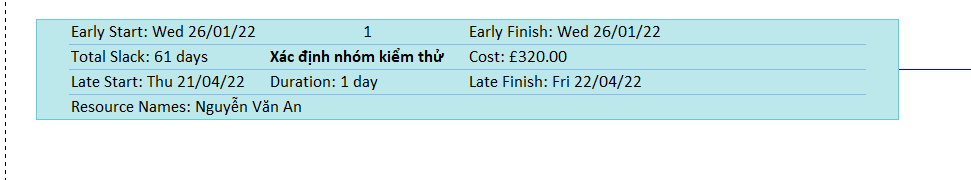 Early Start: Wed 26/01/22 1 Early Finish: Wed 26/01/22
Total Slack: 61 days Xác định nhóm kiểm thử Cost: £320.00
Late Start: Thu 21/04/22 Duration: 1 day Late Finish: Fri 22/04/22
Resource Names: Nguyễn Văn An